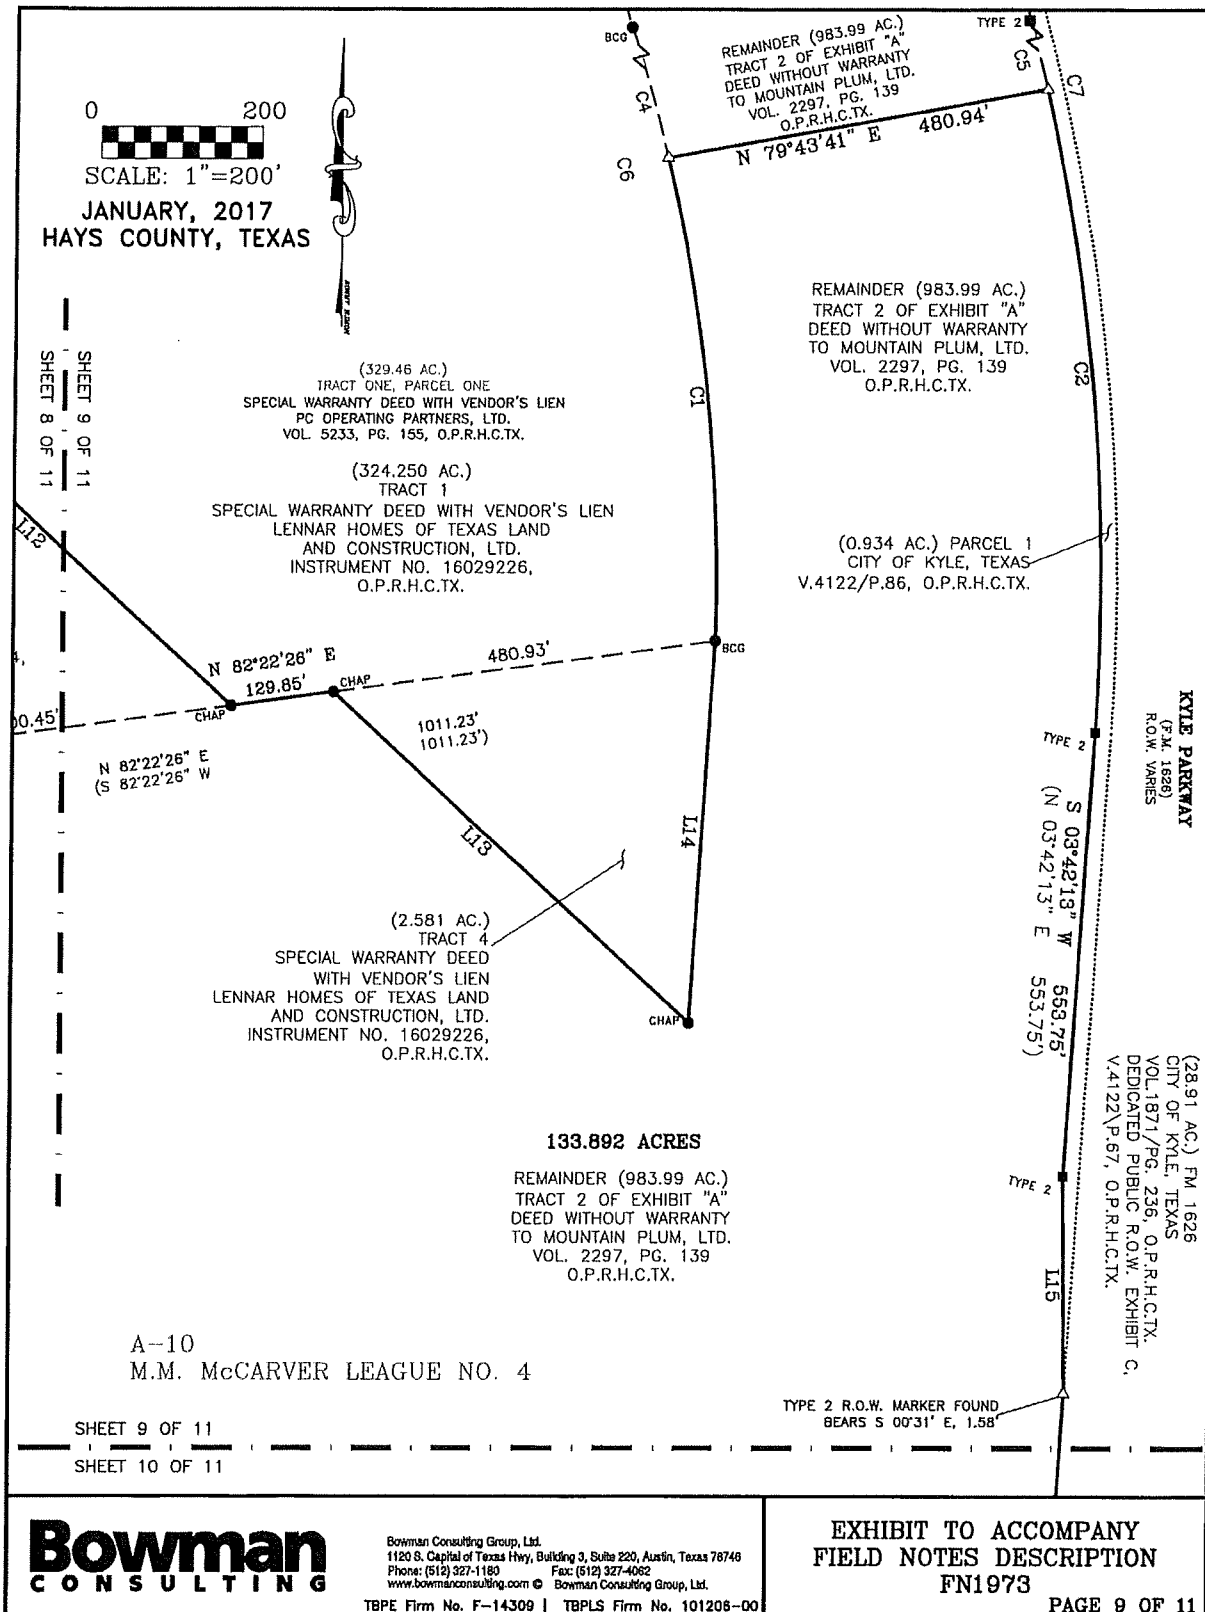 BCG
C4
REMAINDER (983.99 AC.)
TRACT 2 OF EXHIBIT "A"
DEED WITHOUT WARRANTY
TO MOUNTAIN PLUM, LTD.
VOL. 2297, PG. 139
O.P.R.H.C.TX.
TYPE 2
C5
C7
N 79°43'41" E 480.94'
C6
0 200
SCALE: 1"=200'
JANUARY, 2017
HAYS COUNTY, TEXAS
SHEET 9 OF 11
SHEET 8 OF 11
(329.46 AC.)
TRACT ONE, PARCEL ONE
SPECIAL WARRANTY DEED WITH VENDOR'S LIEN
PC OPERATING PARTNERS, LTD.
VOL. 5233, PG. 155, O.P.R.H.C.TX.
(324.250 AC.)
TRACT 1
SPECIAL WARRANTY DEED WITH VENDOR'S LIEN
LENNAR HOMES OF TEXAS LAND
AND CONSTRUCTION, LTD.
INSTRUMENT NO. 16029226,
O.P.R.H.C.TX.
C1
REMAINDER (983.99 AC.)
TRACT 2 OF EXHIBIT "A"
DEED WITHOUT WARRANTY
TO MOUNTAIN PLUM, LTD.
VOL. 2297, PG. 139
O.P.R.H.C.TX.
C2
(0.934 AC.) PARCEL 1
CITY OF KYLE, TEXAS
V.4122/P.86, O.P.R.H.C.TX.
L12
N 82°22'26" E
129.85'
CHAP
CHAP
480.93'
BCG
4,
00.45'
N 82°22'26" E
(S 82°22'26" W
1011.23'
1011.23')
L13
L14
TYPE 2
KYLE PARKWAY
(F.M. 1626)
R.O.W. VARIES
S 03°42'13" W 553.75'
(N 03°42'13" E 553.75')
(2.581 AC.)
TRACT 4
SPECIAL WARRANTY DEED
WITH VENDOR'S LIEN
LENNAR HOMES OF TEXAS LAND
AND CONSTRUCTION, LTD.
INSTRUMENT NO. 16029226,
O.P.R.H.C.TX.
CHAP
133.892 ACRES
REMAINDER (983.99 AC.)
TRACT 2 OF EXHIBIT "A"
DEED WITHOUT WARRANTY
TO MOUNTAIN PLUM, LTD.
VOL. 2297, PG. 139
O.P.R.H.C.TX.
TYPE 2
(28.91 AC.) FM 1626
CITY OF KYLE, TEXAS
VOL.1871/PG. 236, O.P.R.H.C.TX.
DEDICATED PUBLIC R.O.W. EXHIBIT C,
V.4122\P.67, O.P.R.H.C.TX.
L15
A-10
M.M. McCARVER LEAGUE NO. 4
TYPE 2 R.O.W. MARKER FOUND
BEARS S 00°31' E, 1.58'
SHEET 9 OF 11
SHEET 10 OF 11
Bowman
CONSULTING
Bowman Consulting Group, Ltd.
1120 S. Capital of Texas Hwy, Building 3, Suite 220, Austin, Texas 78746
Phone: (512) 327-1180 Fax: (512) 327-4062
www.bowmanconsulting.com © Bowman Consulting Group, Ltd.
TBPE Firm No. F-14309 | TBPLS Firm No. 101206-00
EXHIBIT TO ACCOMPANY
FIELD NOTES DESCRIPTION
FN1973
PAGE 9 OF 11